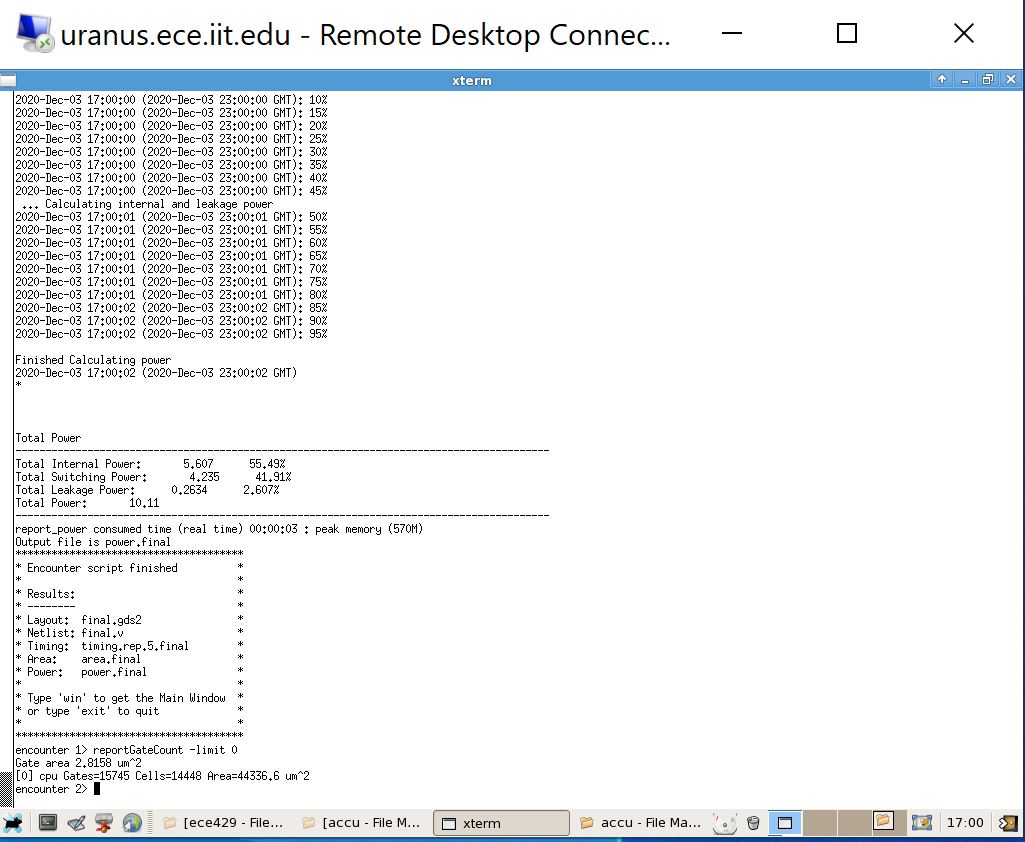 uranus.ece.iit.edu - Remote Desktop Connec...
xterm
2020-Dec-03 17:00:00 (2020-Dec-03 23:00:00 GMT): 10%
2020-Dec-03 17:00:00 (2020-Dec-03 23:00:00 GMT): 15%
2020-Dec-03 17:00:00 (2020-Dec-03 23:00:00 GMT): 20%
2020-Dec-03 17:00:00 (2020-Dec-03 23:00:00 GMT): 25%
2020-Dec-03 17:00:00 (2020-Dec-03 23:00:00 GMT): 30%
2020-Dec-03 17:00:00 (2020-Dec-03 23:00:00 GMT): 35%
2020-Dec-03 17:00:00 (2020-Dec-03 23:00:00 GMT): 40%
2020-Dec-03 17:00:00 (2020-Dec-03 23:00:00 GMT): 45%
... Calculating internal and leakage power
2020-Dec-03 17:00:01 (2020-Dec-03 23:00:01 GMT): 50%
2020-Dec-03 17:00:01 (2020-Dec-03 23:00:01 GMT): 55%
2020-Dec-03 17:00:01 (2020-Dec-03 23:00:01 GMT): 60%
2020-Dec-03 17:00:01 (2020-Dec-03 23:00:01 GMT): 65%
2020-Dec-03 17:00:01 (2020-Dec-03 23:00:01 GMT): 70%
2020-Dec-03 17:00:01 (2020-Dec-03 23:00:01 GMT): 75%
2020-Dec-03 17:00:01 (2020-Dec-03 23:00:01 GMT): 80%
2020-Dec-03 17:00:02 (2020-Dec-03 23:00:02 GMT): 85%
2020-Dec-03 17:00:02 (2020-Dec-03 23:00:02 GMT): 90%
2020-Dec-03 17:00:02 (2020-Dec-03 23:00:02 GMT): 95%
Finished Calculating power
2020-Dec-03 17:00:02 (2020-Dec-03 23:00:02 GMT)
*
Total Power
-----------------------------------------------------------------------------------------
Total Internal Power: 5.607 55.49%
Total Switching Power: 4.235 41.91%
Total Leakage Power: 0.2634 2.607%
Total Power: 10.11
-----------------------------------------------------------------------------------------
report_power consumed time (real time) 00:00:03 : peak memory (570M)
Output file is power.final
**************************************
* Encounter script finished *
* *
* Results: *
* -------- *
* Layout: final.gds2 *
* Netlist: final.v *
* Timing: timing.rep.5.final *
* Area: area.final *
* Power: power.final *
* *
* Type 'win' to get the Main Window *
* or type 'exit' to quit *
* *
**************************************
encounter 1> reportGateCount -limit 0
Gate area 2.8158 um^2
[0] cpu Gates=15745 Cells=14448 Area=44336.6 um^2
encounter 2>
[ece429 - File... [accu - File M... xterm accu - File Ma... 17:00